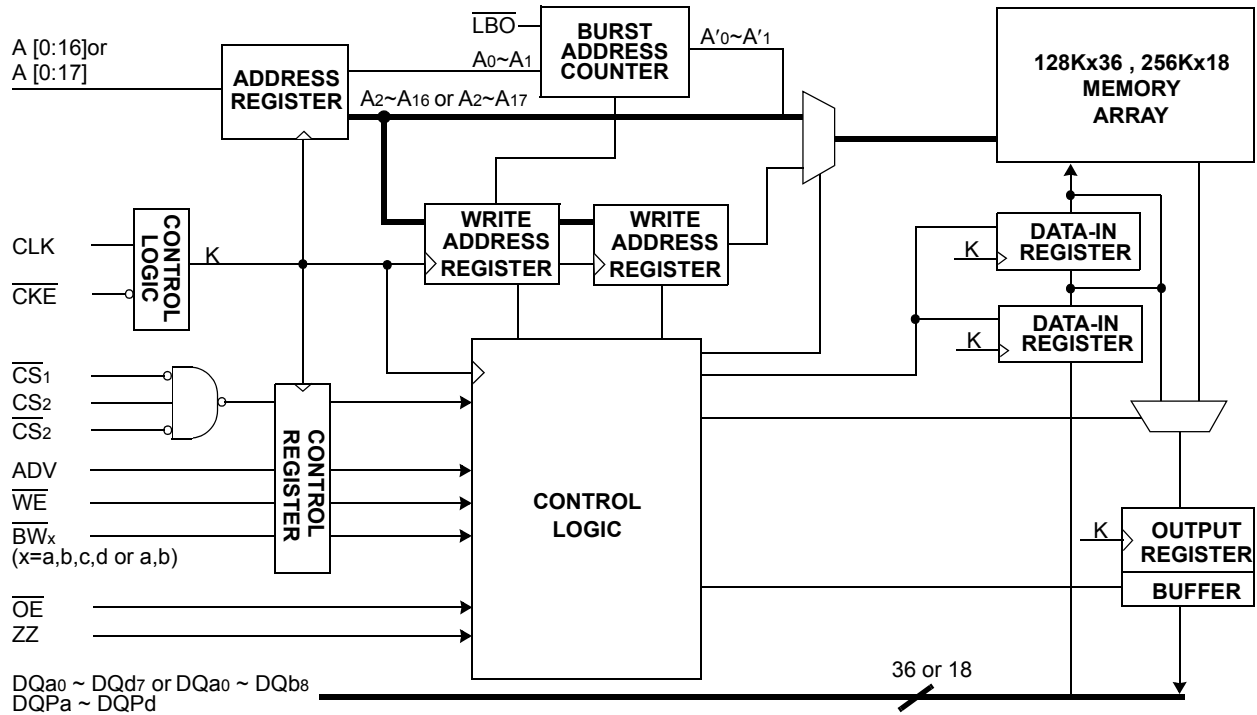 LBO
BURST
ADDRESS
COUNTER
A [0:16]or
A [0:17]
ADDRESS
REGISTER
A0~A1
A'0~A'1
A2~A16 or A2~A17
128Kx36 , 256Kx18
MEMORY
ARRAY
CLK
CKE
CONTROL
LOGIC
K
WRITE
ADDRESS
REGISTER
WRITE
ADDRESS
REGISTER
K
DATA-IN
REGISTER
K
DATA-IN
REGISTER
CS1
CS2
CS2
ADV
WE
BWx
(x=a,b,c,d or a,b)
CONTROL
REGISTER
CONTROL
LOGIC
K
OUTPUT
REGISTER
BUFFER
OE
ZZ
DQa0 ~ DQd7 or DQa0 ~ DQb8
DQPa ~ DQPd
36 or 18